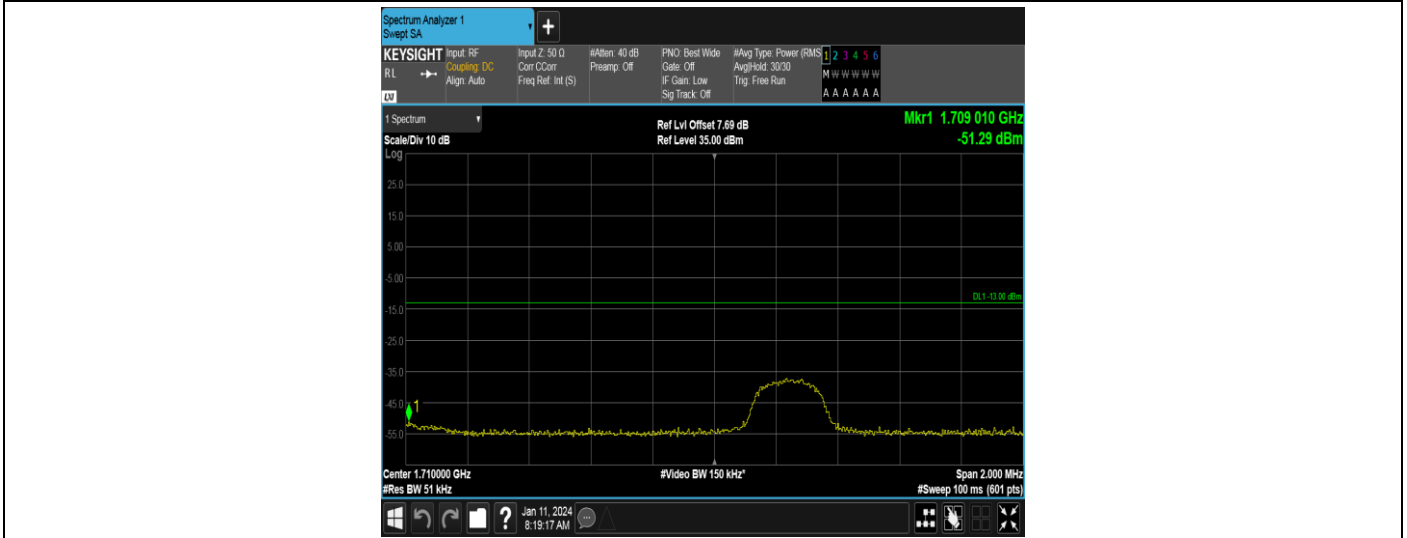 Spectrum Analyzer 1
Swept SA
+
KEYSIGHT Input: RF Input Z: 50 Ω #Atten: 40 dB PNO: Best Wide #Avg Type: Power (RMS 1 2 3 4 5 6
RL Coupling: DC Corr CCorr Preamp: Off Gate: Off Avg|Hold: 30/30 M W W W W W
Align: Auto Freq Ref: Int (S) IF Gain: Low Trig: Free Run
LXI Sig Track: Off A A A A A A
1 Spectrum Ref Lvl Offset 7.69 dB Mkr1 1.709 010 GHz
Scale/Div 10 dB Ref Level 35.00 dBm -51.29 dBm
Log
25.0
15.0
5.00
-5.00
DL1 -13.00 dBm
-15.0
-25.0
-35.0
-45.0 1
-55.0
Center 1.710000 GHz #Video BW 150 kHz* Span 2.000 MHz
#Res BW 51 kHz #Sweep 100 ms (601 pts)
? Jan 11, 2024
8:19:17 AM